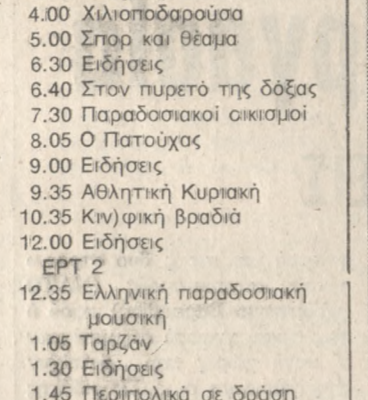 4.00 Χιλιοποδαρούσα
5.00 Σπορ και θέαμα
6.30 Ειδήσεις
6.40 Στον πυρετό της δόξας
7.30 Παραδοσιακοί οικισμοί
8.05 Ο Πατούχας
9.00 Ειδήσεις
9.35 Αθλητική Κυριακή
10.35 Κιν)φική βραδιά
12.00 Ειδήσεις
ΕΡΤ 2
12.35 Ελληνική παραδοσιακή
μουσική
1.05 Ταρζάν
1.30 Ειδήσεις
1.45 Περιπολικά σε δράση